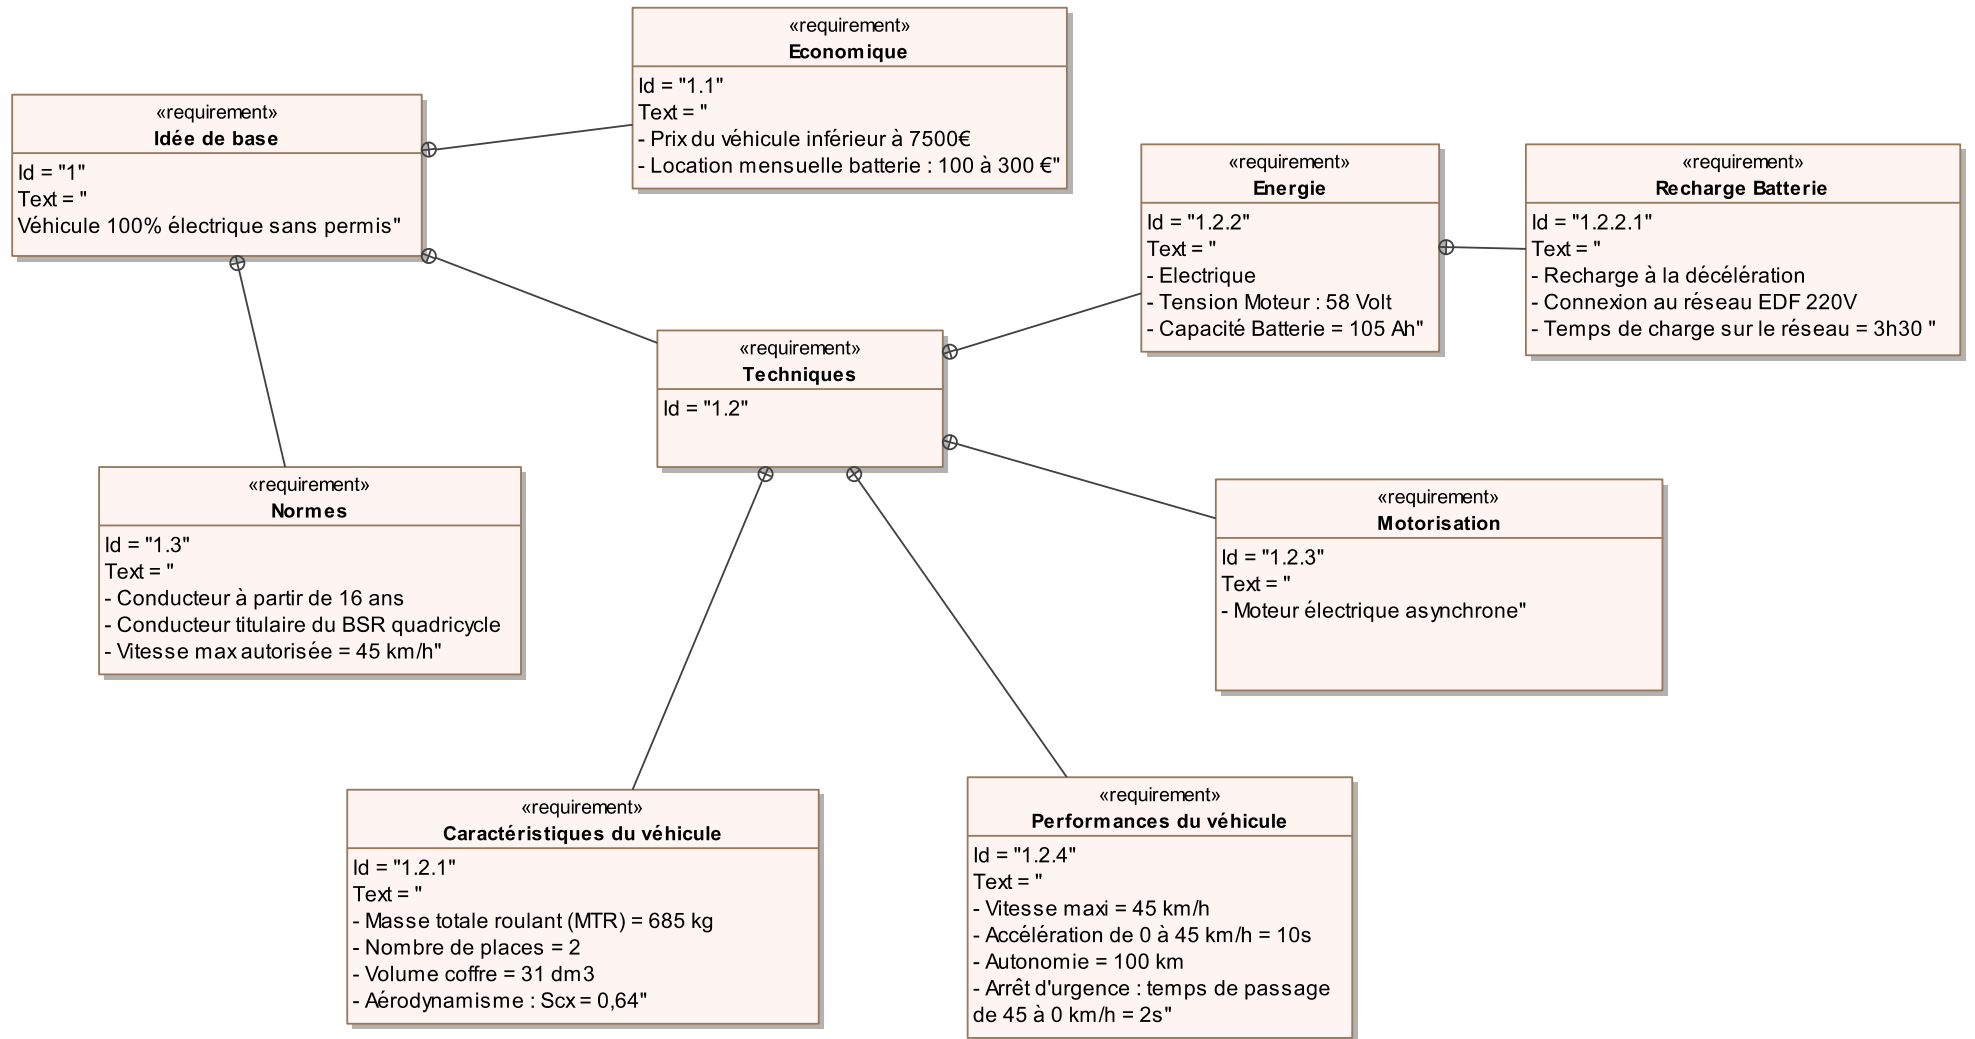 «requirement»
Economique
Id = "1.1"
Text = "
- Prix du véhicule inférieur à 7500€
- Location mensuelle batterie : 100 à 300 €"
«requirement»
Idée de base
Id = "1"
Text = "
Véhicule 100% électrique sans permis"
«requirement»
Energie
Id = "1.2.2"
Text = "
- Electrique
- Tension Moteur : 58 Volt
- Capacité Batterie = 105 Ah"
«requirement»
Recharge Batterie
Id = "1.2.2.1"
Text = "
- Recharge à la décélération
- Connexion au réseau EDF 220V
- Temps de charge sur le réseau = 3h30 "
«requirement»
Techniques
Id = "1.2"
«requirement»
Normes
Id = "1.3"
Text = "
- Conducteur à partir de 16 ans
- Conducteur titulaire du BSR quadricycle
- Vitesse max autorisée = 45 km/h"
«requirement»
Motorisation
Id = "1.2.3"
Text = "
- Moteur électrique asynchrone"
«requirement»
Caractéristiques du véhicule
Id = "1.2.1"
Text = "
- Masse totale roulant (MTR) = 685 kg
- Nombre de places = 2
- Volume coffre = 31 dm3
- Aérodynamisme : Scx = 0,64"
«requirement»
Performances du véhicule
Id = "1.2.4"
Text = "
- Vitesse maxi = 45 km/h
- Accélération de 0 à 45 km/h = 10s
- Autonomie = 100 km
- Arrêt d'urgence : temps de passage
de 45 à 0 km/h = 2s"